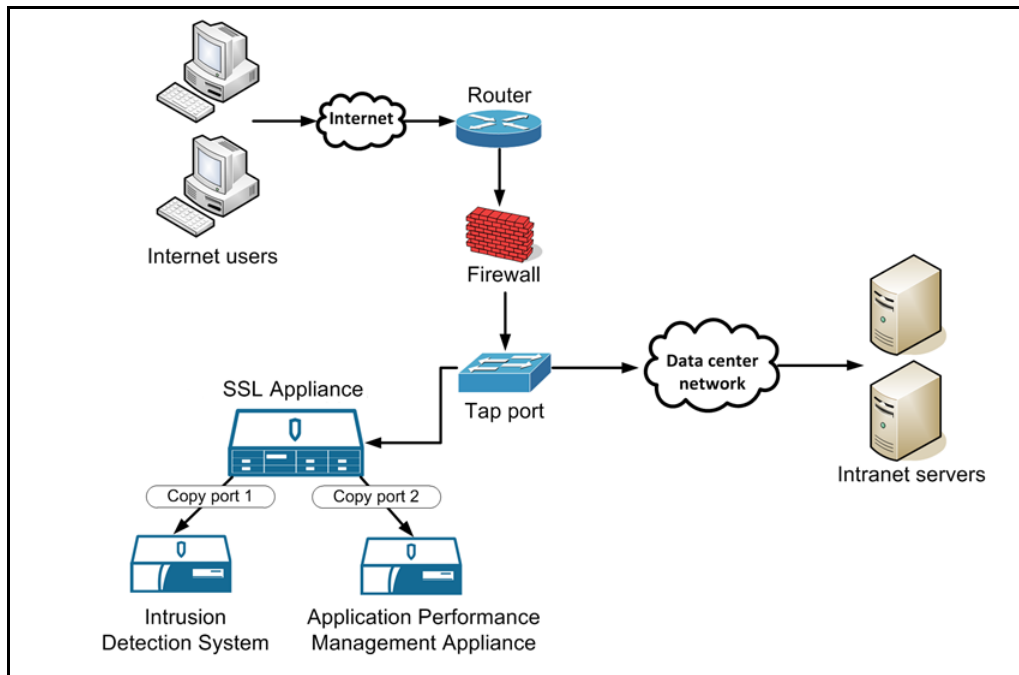 Router
Internet
Internet users
Firewall
Data center
network
SSL Appliance
Tap port
Intranet servers
Copy port 1
Copy port 2
Intrusion
Detection System
Application Performance
Management Appliance